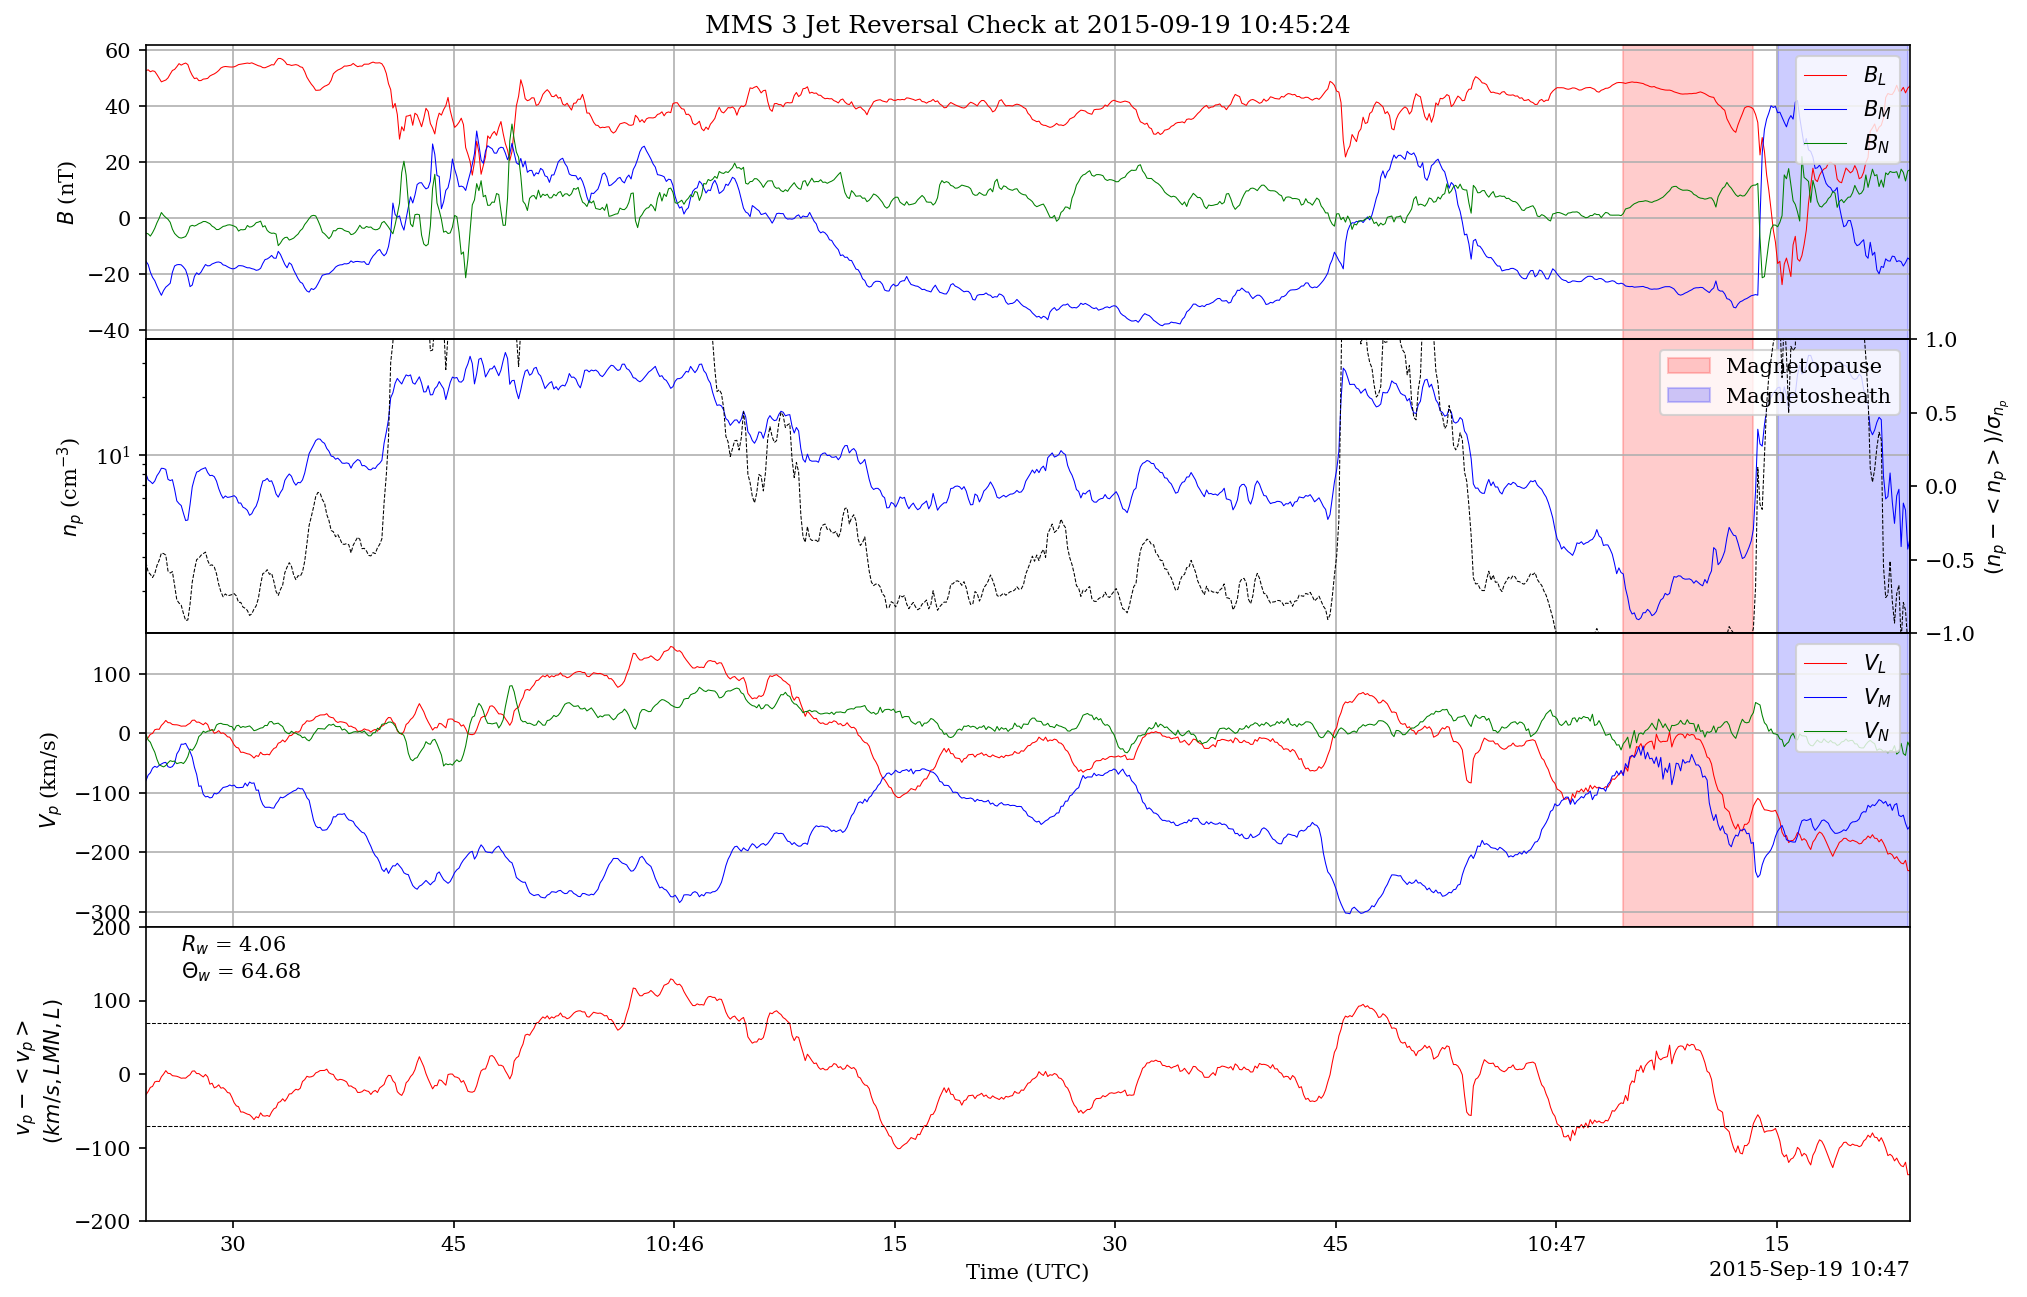 MMS 3 Jet Reversal Check at 2015-09-19 10:45:24
60
40
20
0
−20
−40
B (nT)
B_L
B_M
B_N
10^1
n_p (cm^−3)
Magnetopause
Magnetosheath
1.0
0.5
0.0
−0.5
−1.0
(n_p − < n_p >)/σ_{n_p}
100
0
−100
−200
−300
V_p (km/s)
V_L
V_M
V_N
200
100
0
−100
−200
v_p − < v_p >
(km/s, LMN, L)
R_w = 4.06
Θ_w = 64.68
30
45
10:46
15
30
45
10:47
15
Time (UTC)
2015-Sep-19 10:47